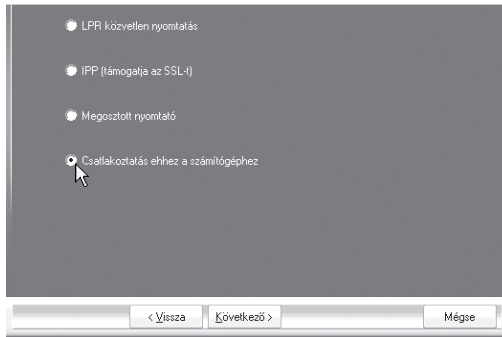 LPR közvetlen nyomtatás
IPP (támogatja az SSL-t)
Megosztott nyomtató
Csatlakoztatás ehhez a számítógéphez
< Vissza Következő > Mégse